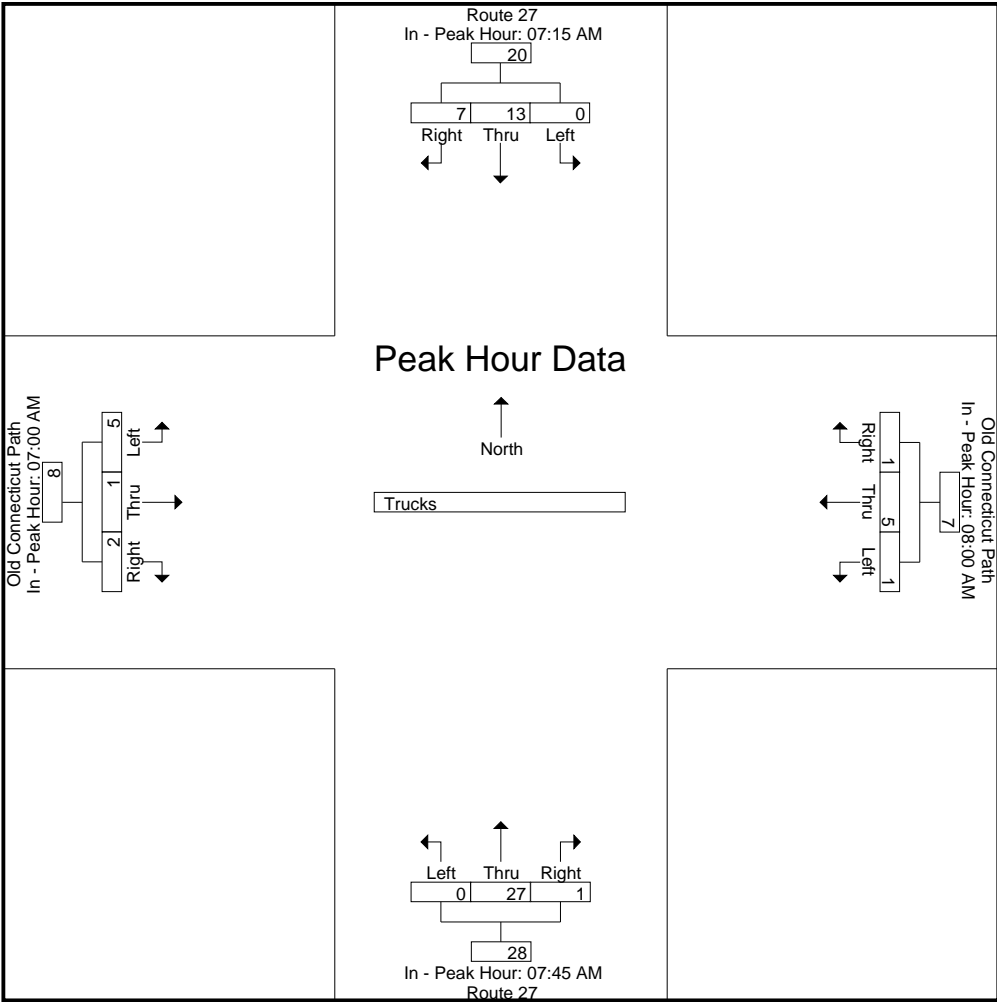 Route 27
In - Peak Hour: 07:15 AM
20
7 13 0
Right Thru Left
Peak Hour Data
North
Trucks
Old Connecticut Path
In - Peak Hour: 07:00 AM
8
5 1 2
Left Thru Right
Old Connecticut Path
In - Peak Hour: 08:00 AM
7
1 5 1
Right Thru Left
Left Thru Right
0 27 1
28
In - Peak Hour: 07:45 AM
Route 27